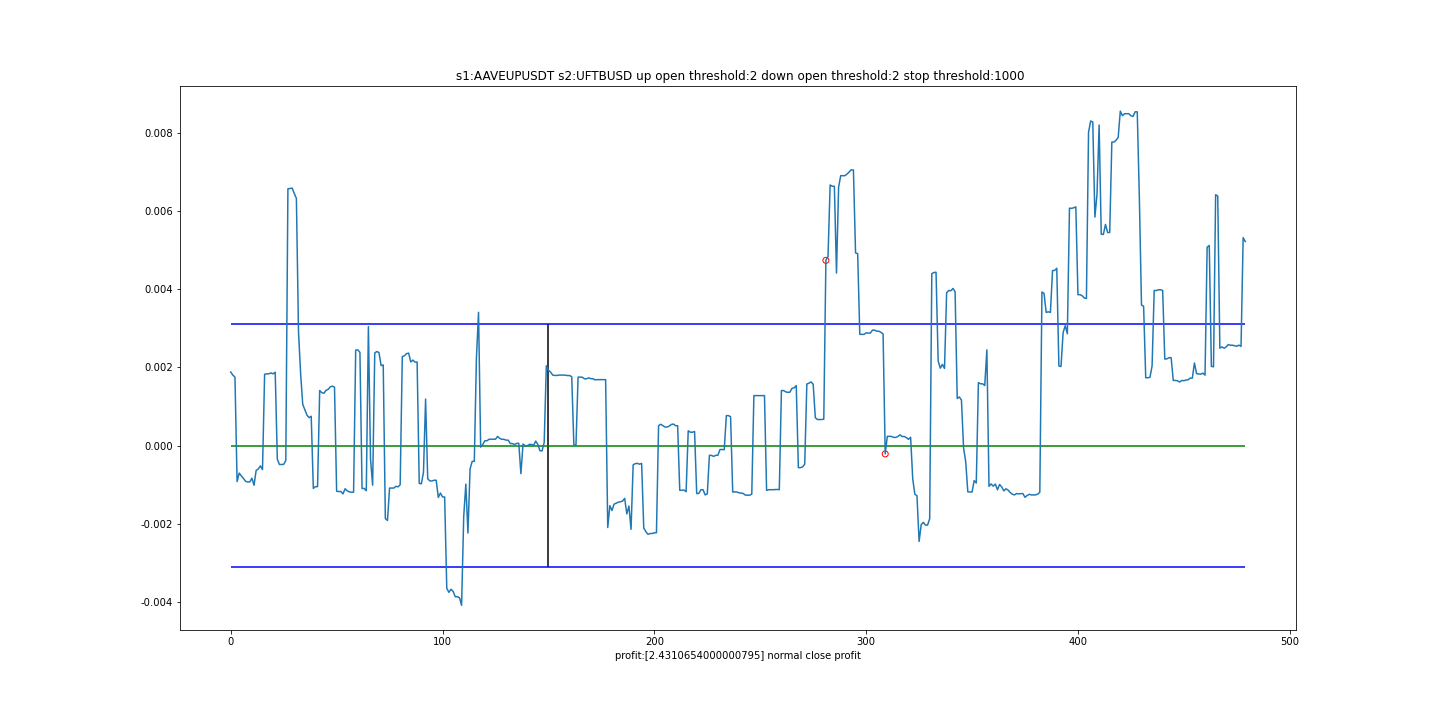 s1:AAVEUPUSDT s2:UFTBUSD up open threshold:2 down open threshold:2 stop threshold:1000
0.008
0.006
0.004
0.002
0.000
-0.002
-0.004
0 100 200 300 400 500
profit:[2.4310654000000795] normal close profit